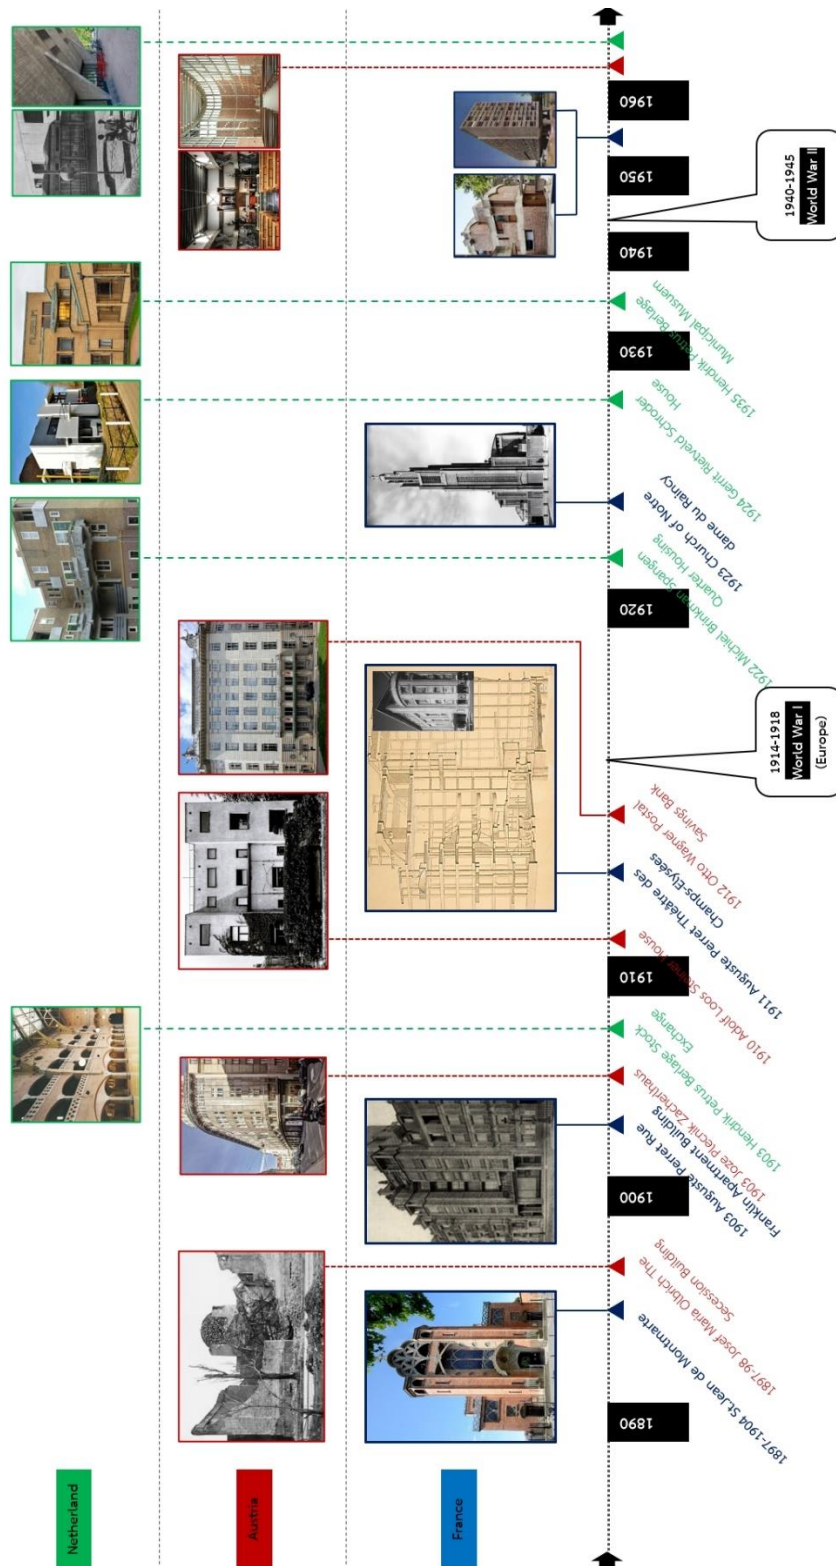 Netherland
Austria
France
1890
1900
1910
1920
1930
1940
1950
1960
1897-1904 St.Jean de Montmarte
1897-98 Josef Maria Olbrich The
Secession Building
1903 Auguste Perret Rue
Franklin Apartment Building
1903 Joze Plecnik Zacherlhaus
1903 Hendrik Petrus Berlage Stock
Exchange
1910 Adolf Loos Steiner House
1911 Auguste Perret Théâtre des
Champs-Elysées
1912 Otto Wagner Postal
Savings Bank
1922 Michiel Brinkman Spangen
Quarter Housing
1923 Church of Notre
dame du Raincy
1924 Gerrit Rietveld Schroder
House
1935 Hendrik Petrus Berlage
Municipal Musuem
1914-1918
World War I
(Europe)
1940-1945
World War II